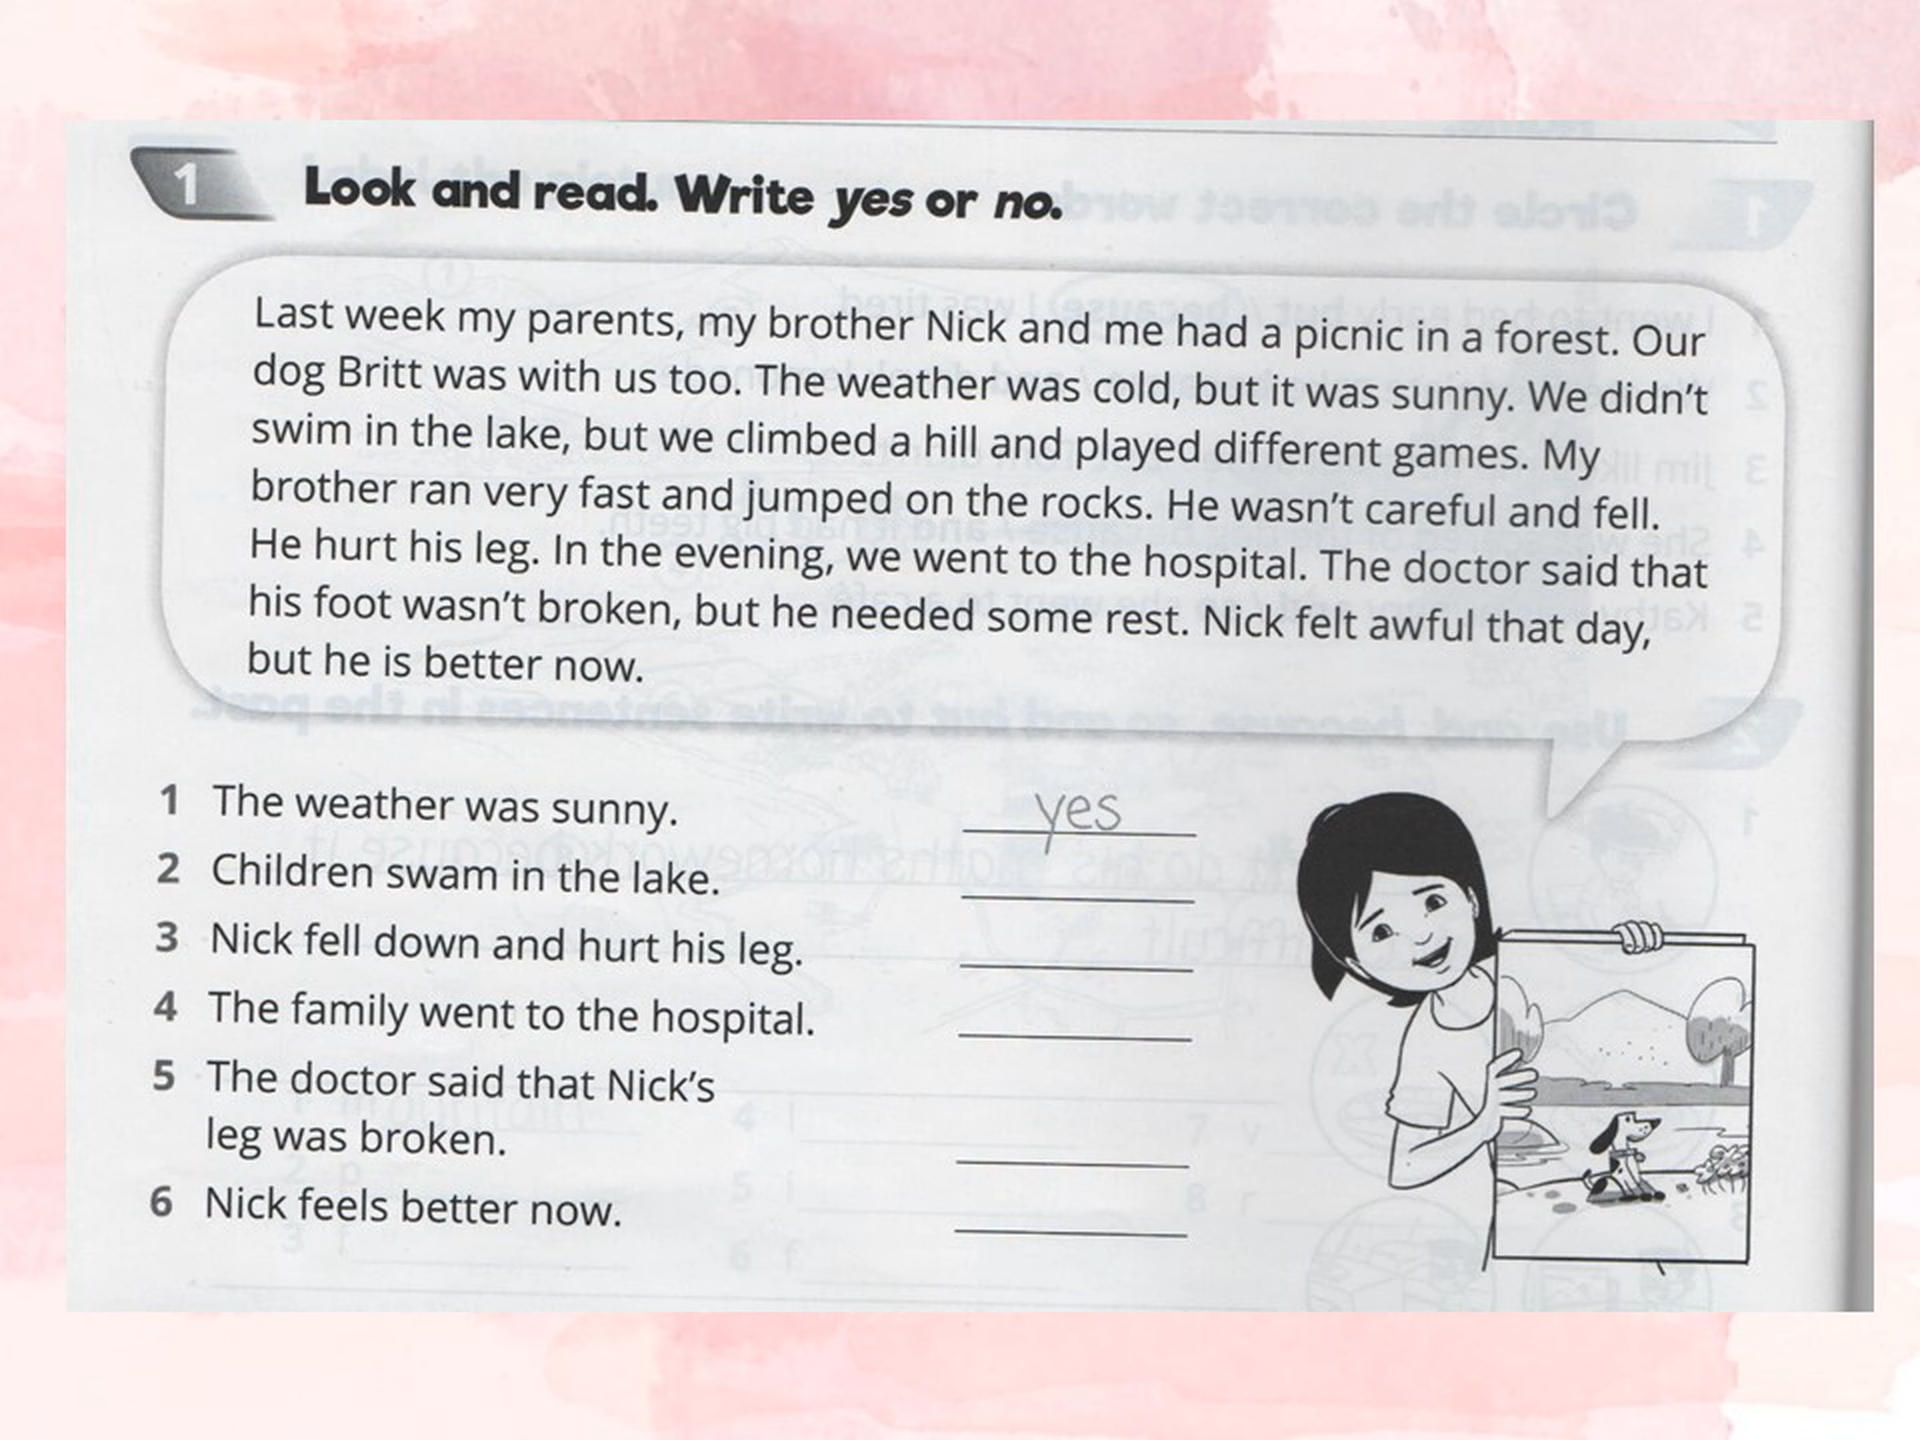 1 Look and read. Write yes or no.
Last week my parents, my brother Nick and me had a picnic in a forest. Our
dog Britt was with us too. The weather was cold, but it was sunny. We didn't
swim in the lake, but we climbed a hill and played different games. My
brother ran very fast and jumped on the rocks. He wasn't careful and fell.
He hurt his leg. In the evening, we went to the hospital. The doctor said that
his foot wasn't broken, but he needed some rest. Nick felt awful that day,
but he is better now.
1 The weather was sunny. yes
2 Children swam in the lake.
3 Nick fell down and hurt his leg.
4 The family went to the hospital.
5 The doctor said that Nick's
leg was broken.
6 Nick feels better now.